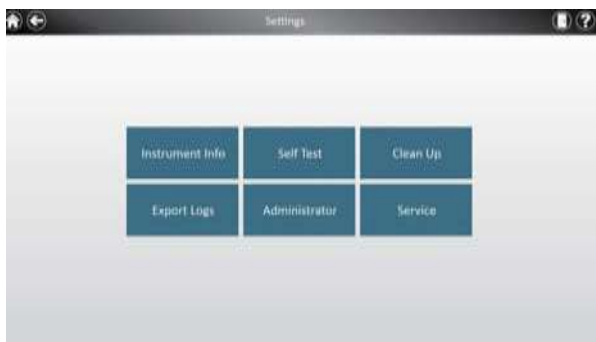 Settings
?
Instrument Info Self Test Clean Up
Export Logs Administrator Service